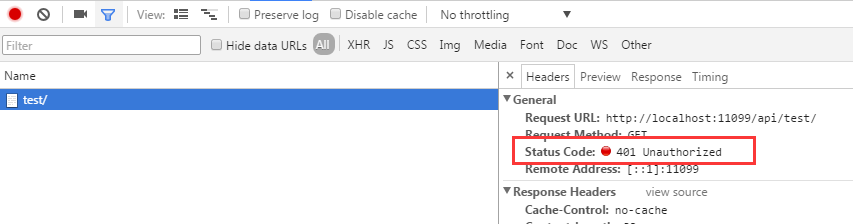 View: Preserve log Disable cache No throttling
Filter Hide data URLs All XHR JS CSS Img Media Font Doc WS Other
Name
× Headers Preview Response Timing
test/
General
Request URL: http://localhost:11099/api/test/
Request Method: GET
Status Code: 401 Unauthorized
Remote Address: [::1]:11099
Response Headers view source
Cache-Control: no-cache